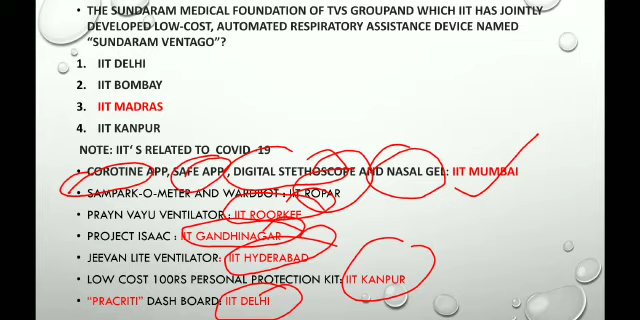 • THE SUNDARAM MEDICAL FOUNDATION OF TVS GROUPAND WHICH IIT HAS JOINTLY
DEVELOPED LOW-COST, AUTOMATED RESPIRATORY ASSISTANCE DEVICE NAMED
“SUNDARAM VENTAGO”?
1. IIT DELHI
2. IIT BOMBAY
3. IIT MADRAS
4. IIT KANPUR
NOTE: IIT‘S RELATED TO COVID 19
• COROTINE APP, SAFE APP , DIGITAL STETHOSCOPE AND NASAL GEL: IIT MUMBAI
• SAMPARK-O-METER AND WARDBOT : IIT ROPAR
• PRAYN VAYU VENTILATOR : IIT ROORKEE
• PROJECT ISAAC : IIT GANDHINAGAR
• JEEVAN LITE VENTILATOR: IIT HYDERABAD
• LOW COST 100RS PERSONAL PROTECTION KIT: IIT KANPUR
• “PRACRITI” DASH BOARD: IIT DELHI